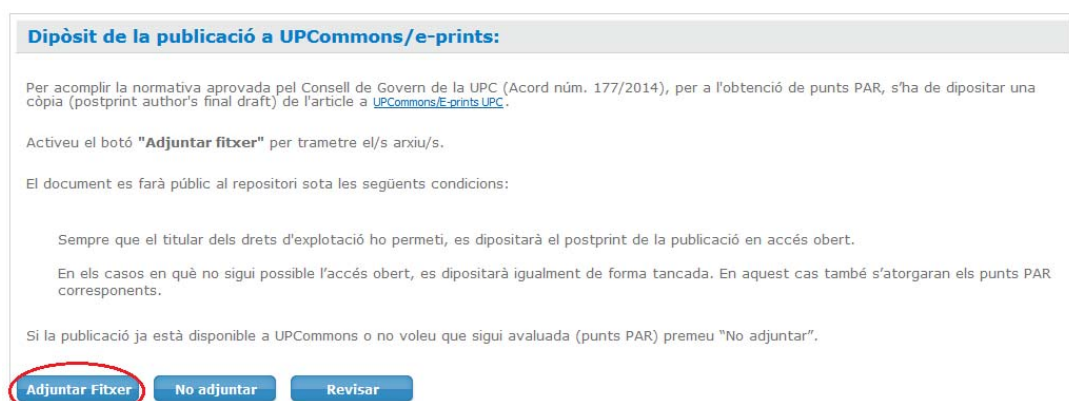 Dipòsit de la publicació a UPCommons/e-prints:
Per acomplir la normativa aprovada pel Consell de Govern de la UPC (Acord núm. 177/2014), per a l'obtenció de punts PAR, s'ha de dipositar una
còpia (postprint author's final draft) de l'article a UPCommons/E-prints UPC.
Activeu el botó "Adjuntar fitxer" per trametre el/s arxiu/s.
El document es farà públic al repositori sota les següents condicions:
Sempre que el titular dels drets d'explotació ho permeti, es dipositarà el postprint de la publicació en accés obert.
En els casos en què no sigui possible l’accés obert, es dipositarà igualment de forma tancada. En aquest cas també s’atorgaran els punts PAR
corresponents.
Si la publicació ja està disponible a UPCommons o no voleu que sigui avaluada (punts PAR) premeu “No adjuntar”.
Adjuntar Fitxer No adjuntar Revisar